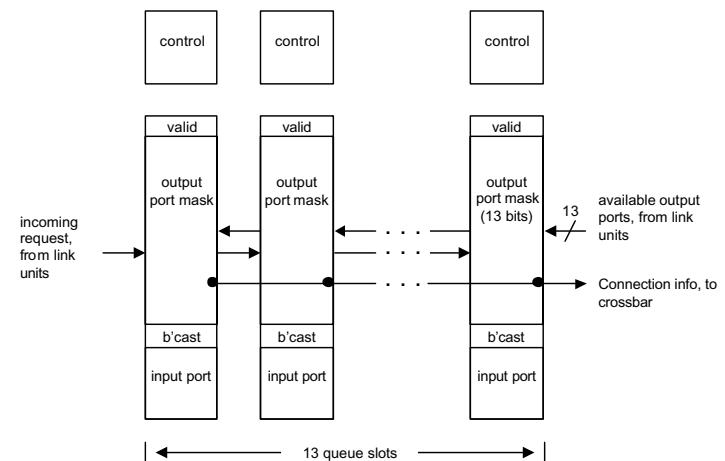 control
control
control
valid
valid
valid
output
port mask
output
port mask
output
port mask
(13 bits)
13
available output
ports, from link
units
incoming
request,
from link
units
. . .
. . .
. . .
Connection info, to
crossbar
b'cast
b'cast
b'cast
input port
input port
input port
13 queue slots